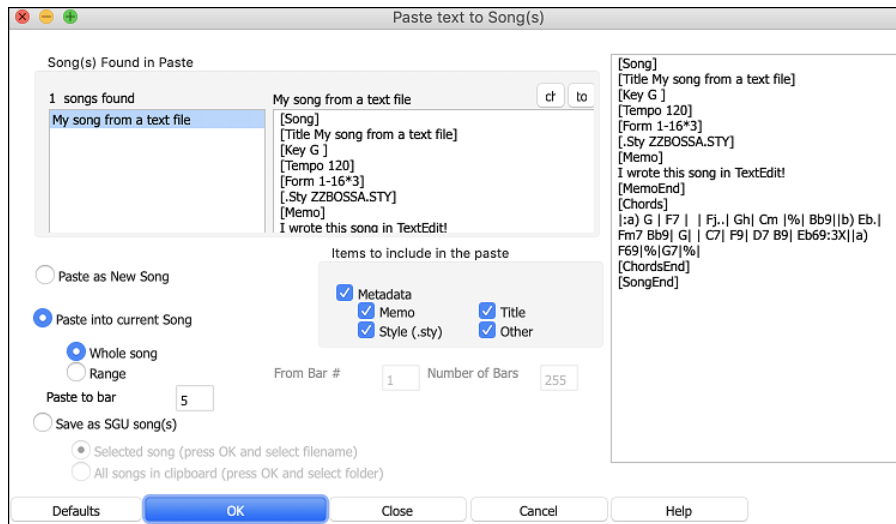 Paste text to Song(s)
Song(s) Found in Paste
1 songs found
My song from a text file
My song from a text file
to
[Song]
[Title My song from a text file]
[Key G ]
[Tempo 120]
[Form 1-16*3]
[.Sty ZZBOSSA.STY]
[Memo]
I wrote this song in TextEdit!
Items to include in the paste
Metadata
Memo
Title
Style (.sty)
Other
Paste as New Song
Paste into current Song
Whole song
Range
From Bar #
1
Number of Bars
255
Paste to bar
5
Save as SGU song(s)
Selected song (press OK and select filename)
All songs in clipboard (press OK and select folder)
Defaults
OK
Close
Cancel
Help
[Song]
[Title My song from a text file]
[Key G ]
[Tempo 120]
[Form 1-16*3]
[.Sty ZZBOSSA.STY]
[Memo]
I wrote this song in TextEdit!
[MemoEnd]
[Chords]
|:a) G | F7 | | Fj..| Gh| Cm |%| Bb9||b) Eb.|
Fm7 Bb9| G| | C7| F9| D7 B9| Eb69:3X||a)
F69|%|G7|%|
[ChordsEnd]
[SongEnd]